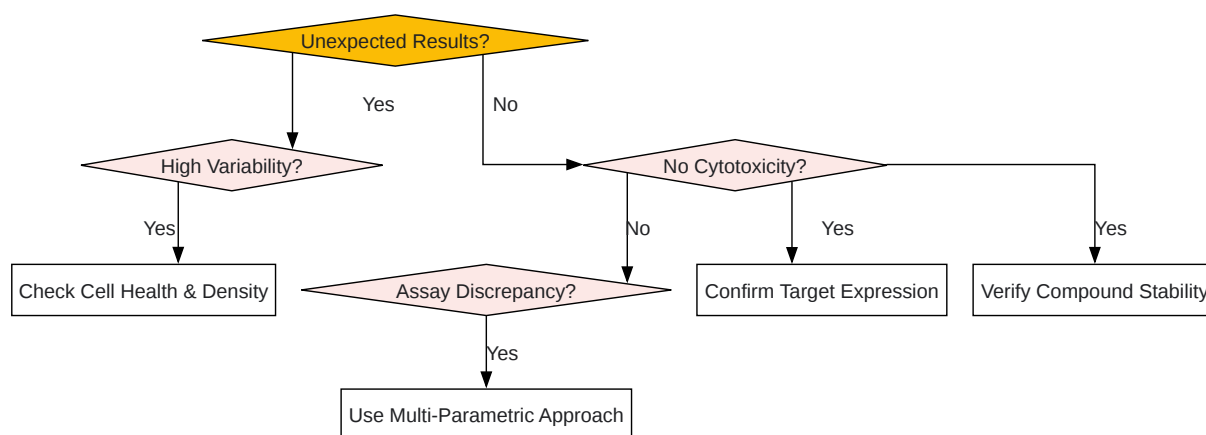 Unexpected Results?
Yes
No
High Variability?
No Cytotoxicity?
Yes
No
Yes
Yes
Check Cell Health & Density
Assay Discrepancy?
Confirm Target Expression
Verify Compound Stability
Yes
Use Multi-Parametric Approach